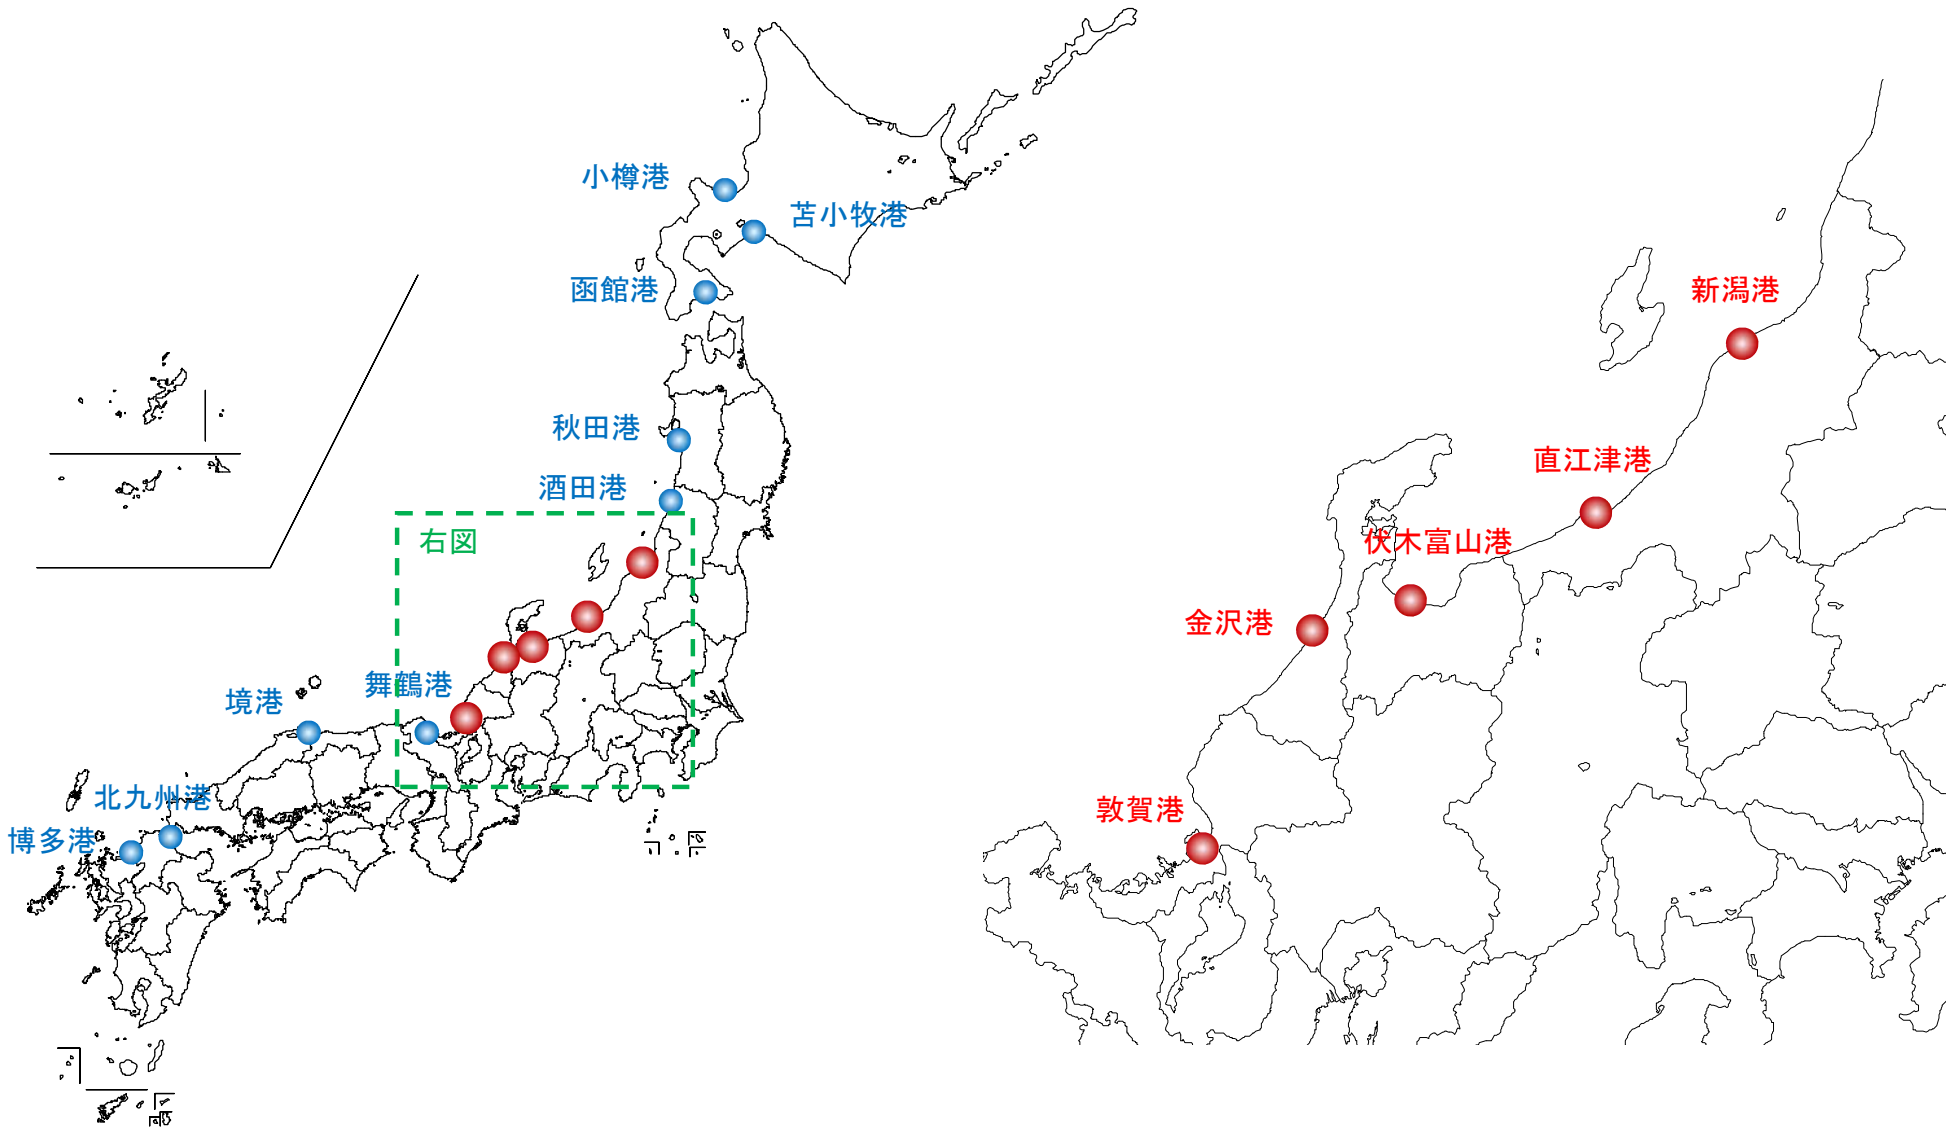 小樽港
苫小牧港
函館港
秋田港
酒田港
右図
舞鶴港
境港
北九州港
博多港
新潟港
直江津港
伏木富山港
金沢港
敦賀港